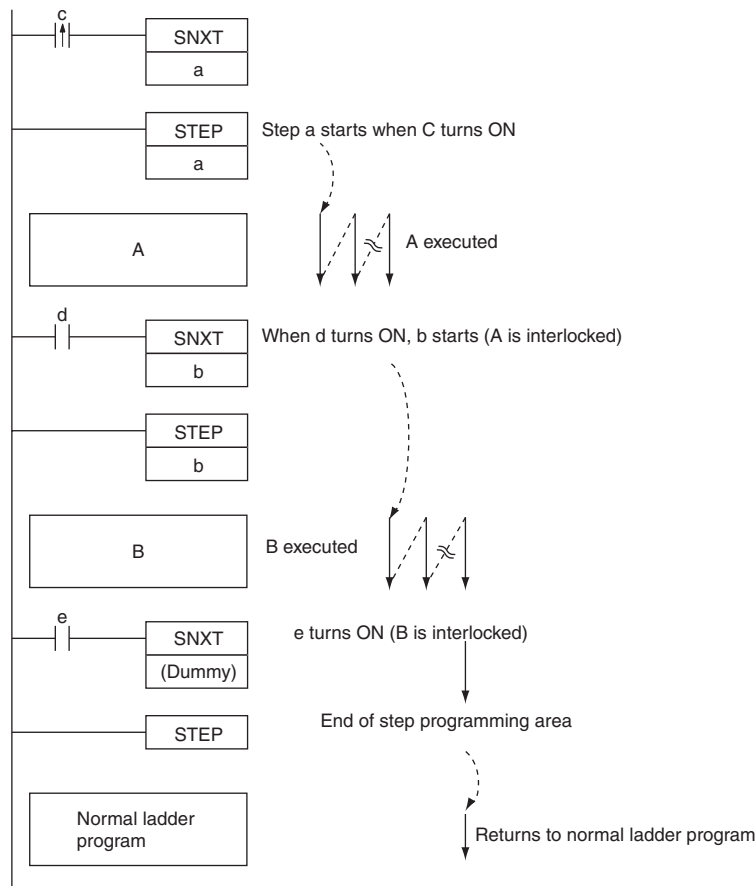 c
SNXT
a
STEP
a
Step a starts when C turns ON
A
A executed
d
SNXT
b
When d turns ON, b starts (A is interlocked)
STEP
b
B
B executed
e
SNXT
(Dummy)
e turns ON (B is interlocked)
End of step programming area
STEP
Normal ladder
program
Returns to normal ladder program